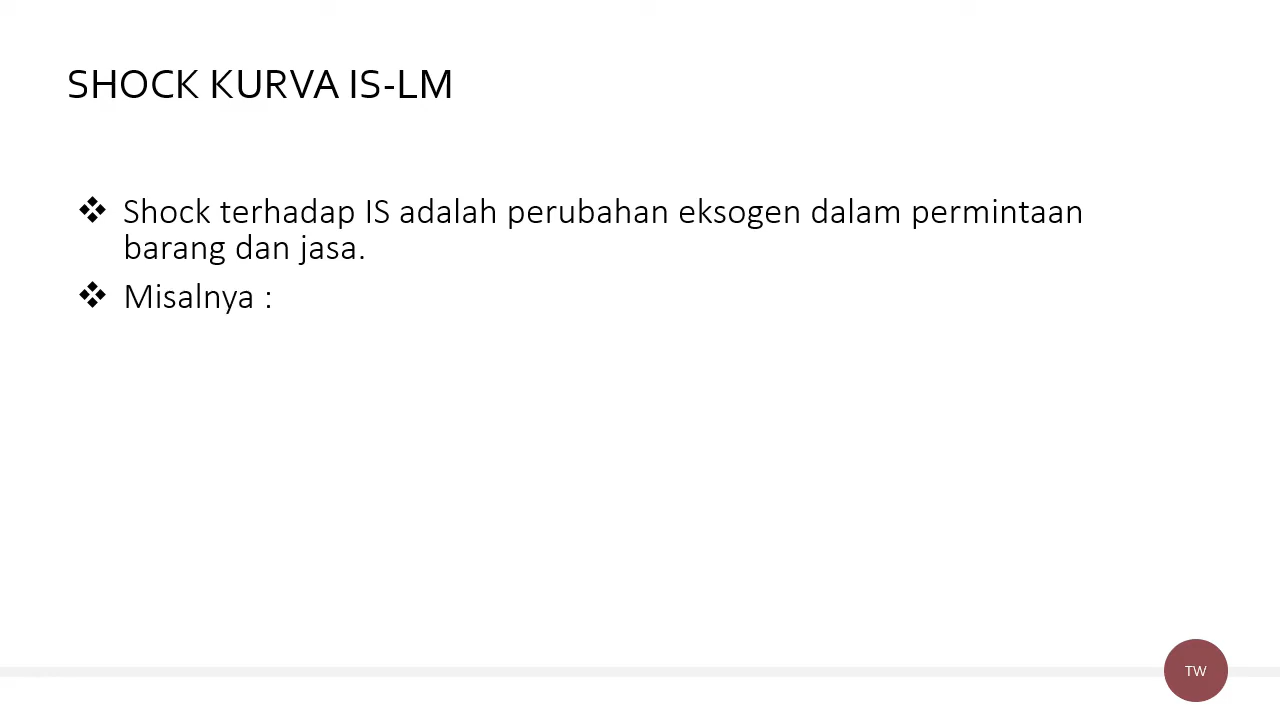 SHOCK KURVA IS-LM
❖ Shock terhadap IS adalah perubahan eksogen dalam permintaan
barang dan jasa.
❖ Misalnya :
TW